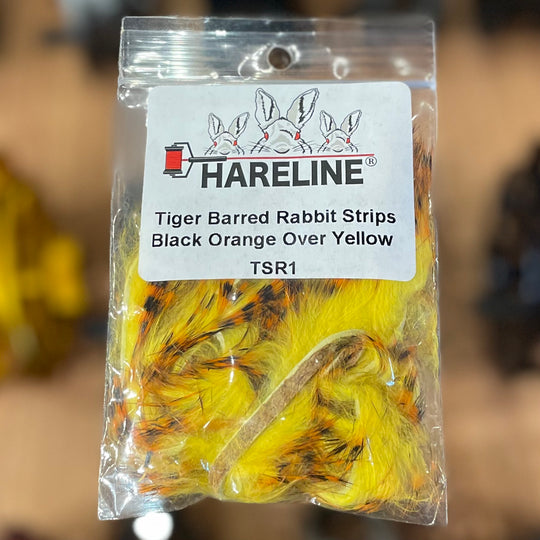 HARELINE®
Tiger Barred Rabbit Strips
Black Orange Over Yellow
TSR1